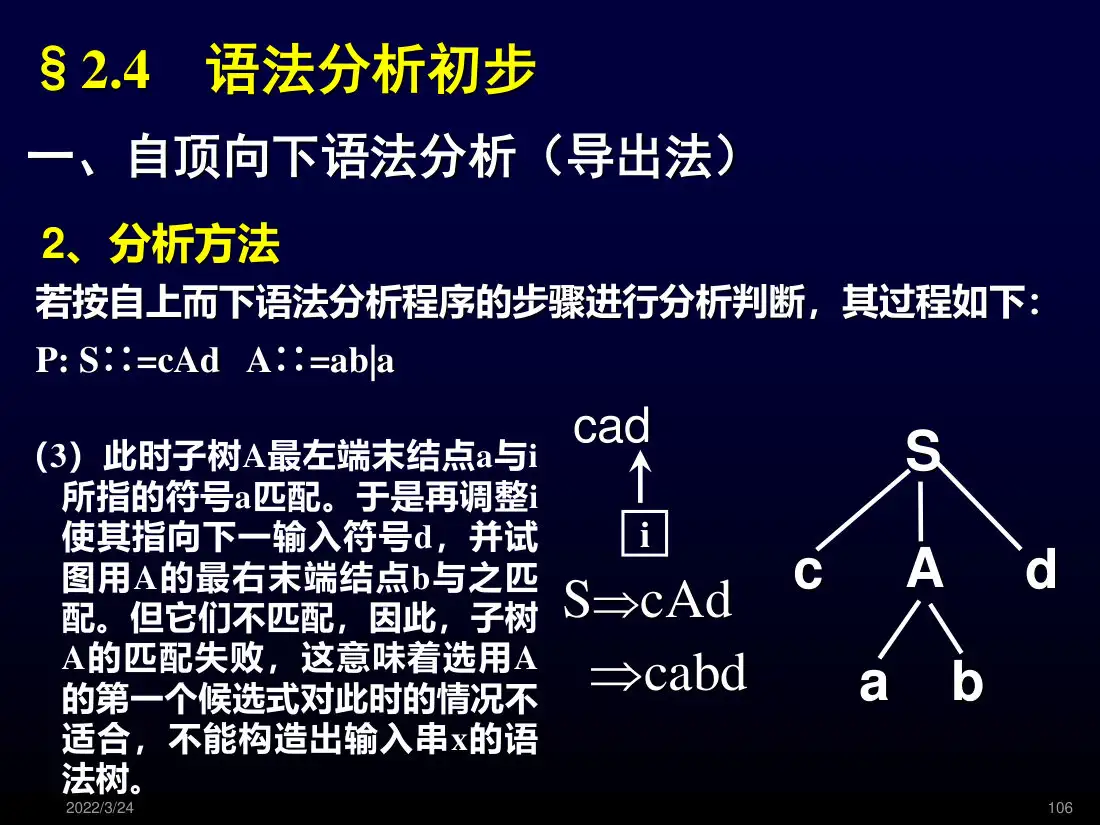 §2.4 语法分析初步
一、自顶向下语法分析（导出法）
2、分析方法
若按自上而下语法分析程序的步骤进行分析判断，其过程如下：
P: S∷=cAd A∷=ab|a
（3）此时子树A最左端末结点a与i
所指的符号a匹配。于是再调整i
使其指向下一输入符号d，并试
图用A的最右末端结点b与之匹
配。但它们不匹配，因此，子树
A的匹配失败，这意味着选用A
的第一个候选式对此时的情况不
适合，不能构造出输入串x的语
法树。
cad
i
S⇒cAd
⇒cabd
S
c A d
a b
2022/3/24
106